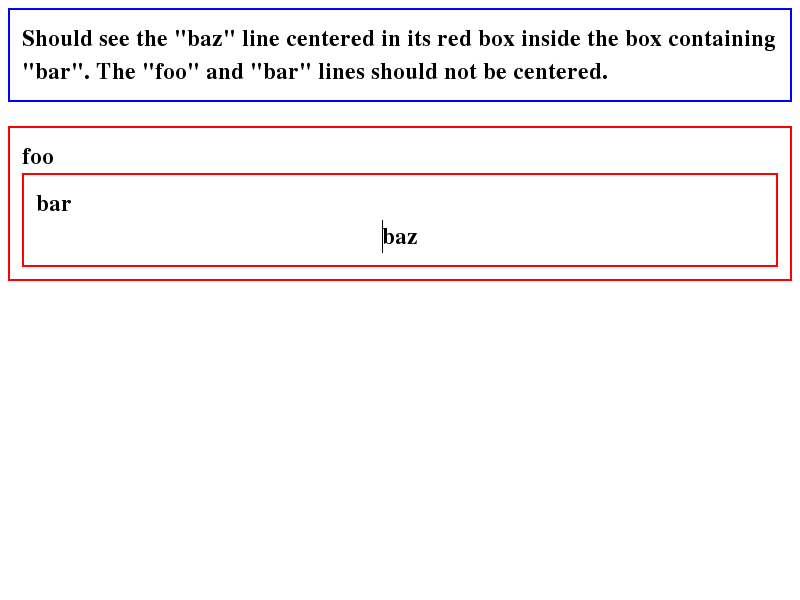 Should see the "baz" line centered in its red box inside the box containing
"bar". The "foo" and "bar" lines should not be centered.
foo
bar
baz